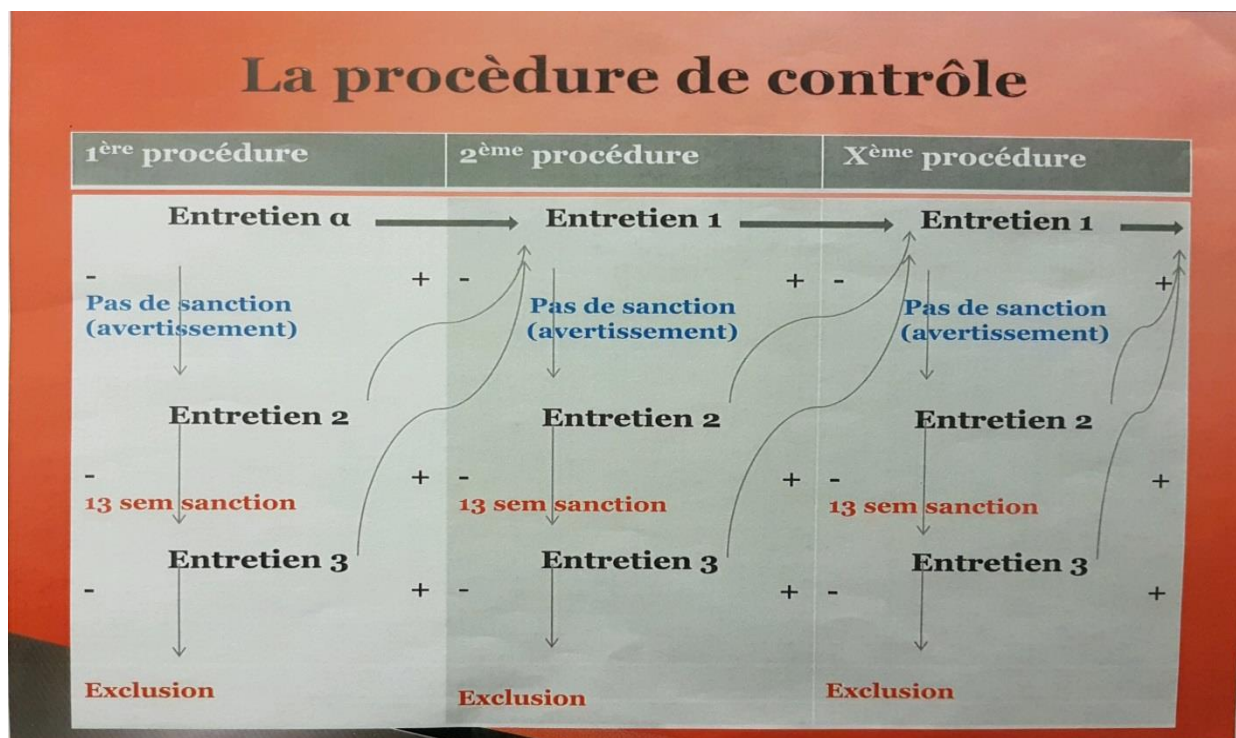 La procèdure de contrôle
1ère procédure
2ème procédure
Xème procédure
Entretien α
Entretien 1
Entretien 1
-
+
-
+
-
+
Pas de sanction
(avertissement)
Pas de sanction
(avertissement)
Pas de sanction
(avertissement)
Entretien 2
Entretien 2
Entretien 2
-
+
-
+
-
+
13 sem sanction
13 sem sanction
13 sem sanction
Entretien 3
Entretien 3
Entretien 3
-
+
-
+
-
+
Exclusion
Exclusion
Exclusion